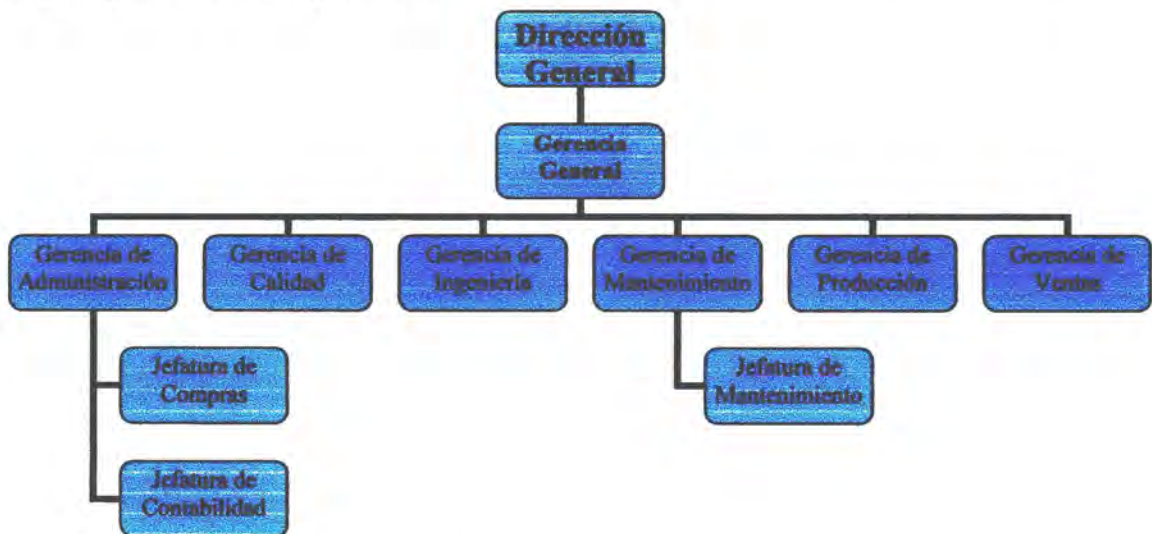 Dirección
General
Gerencia
General
Gerencia de
Administración
Gerencia de
Calidad
Gerencia de
Ingeniería
Gerencia de
Mantenimiento
Gerencia de
Producción
Gerencia de
Ventas
Jefatura de
Compras
Jefatura de
Mantenimiento
Jefatura de
Contabilidad